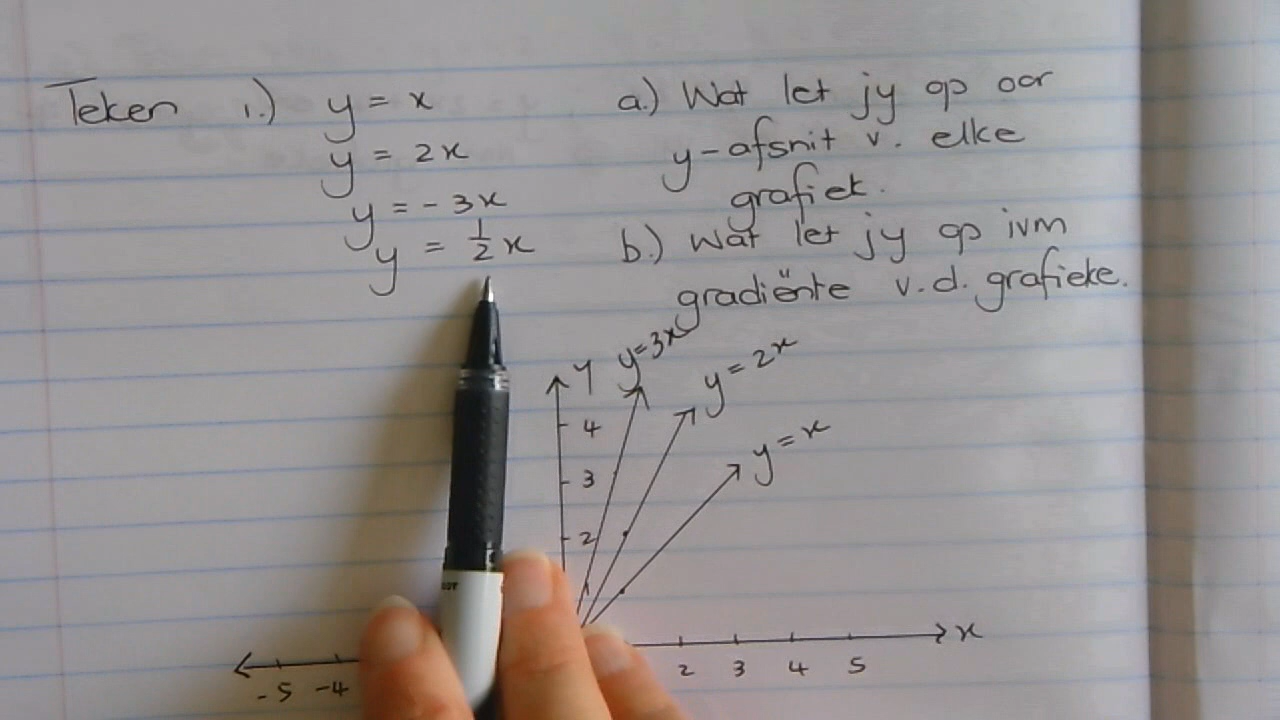 Teken 1.) y = x
y = 2x
y = - 3x
y = 1/2 x
a.) Wat let jy op oor
y-afsnit v. elke
grafiek.
b.) Wat let jy op ivm
gradiënte v.d. grafieke.
Y
y=3x
y=2x
y=x
4
3
2
x
-5 -4
2 3 4 5